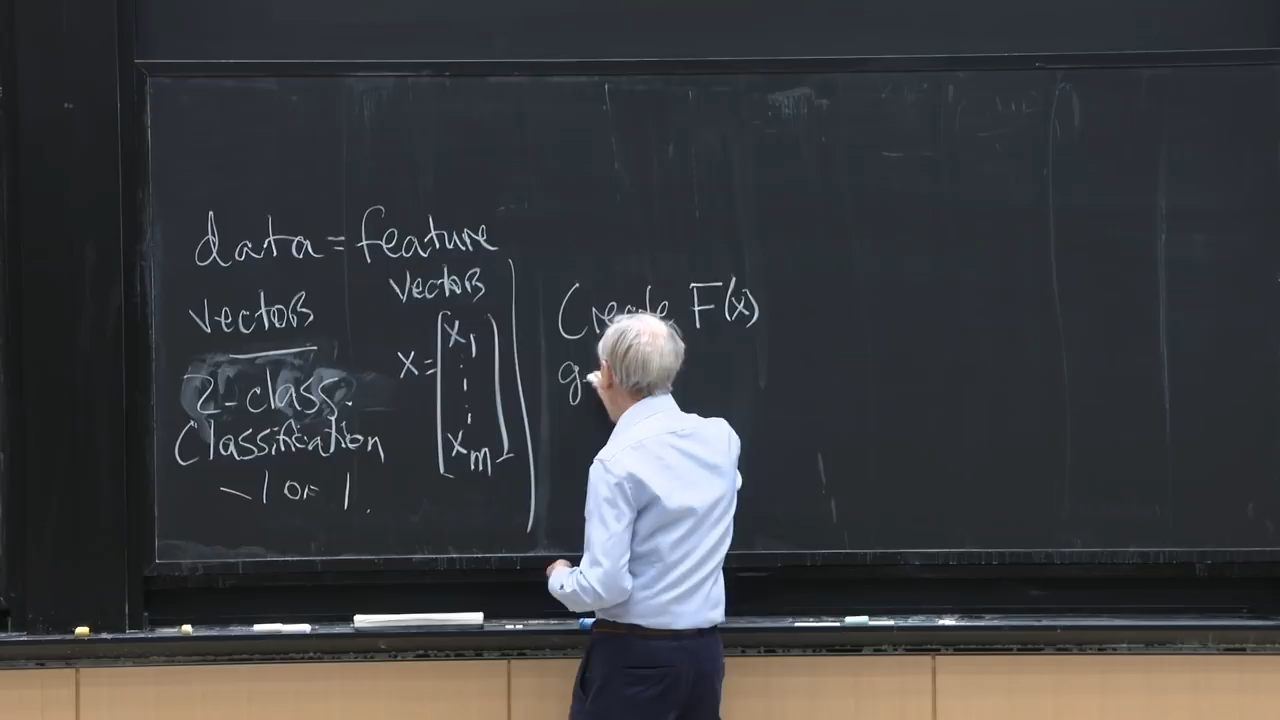 data = feature
vectors
vectors
2-class
Classification
-1 or 1.
x = [x1
⋮
xm]
Create F(x)
g